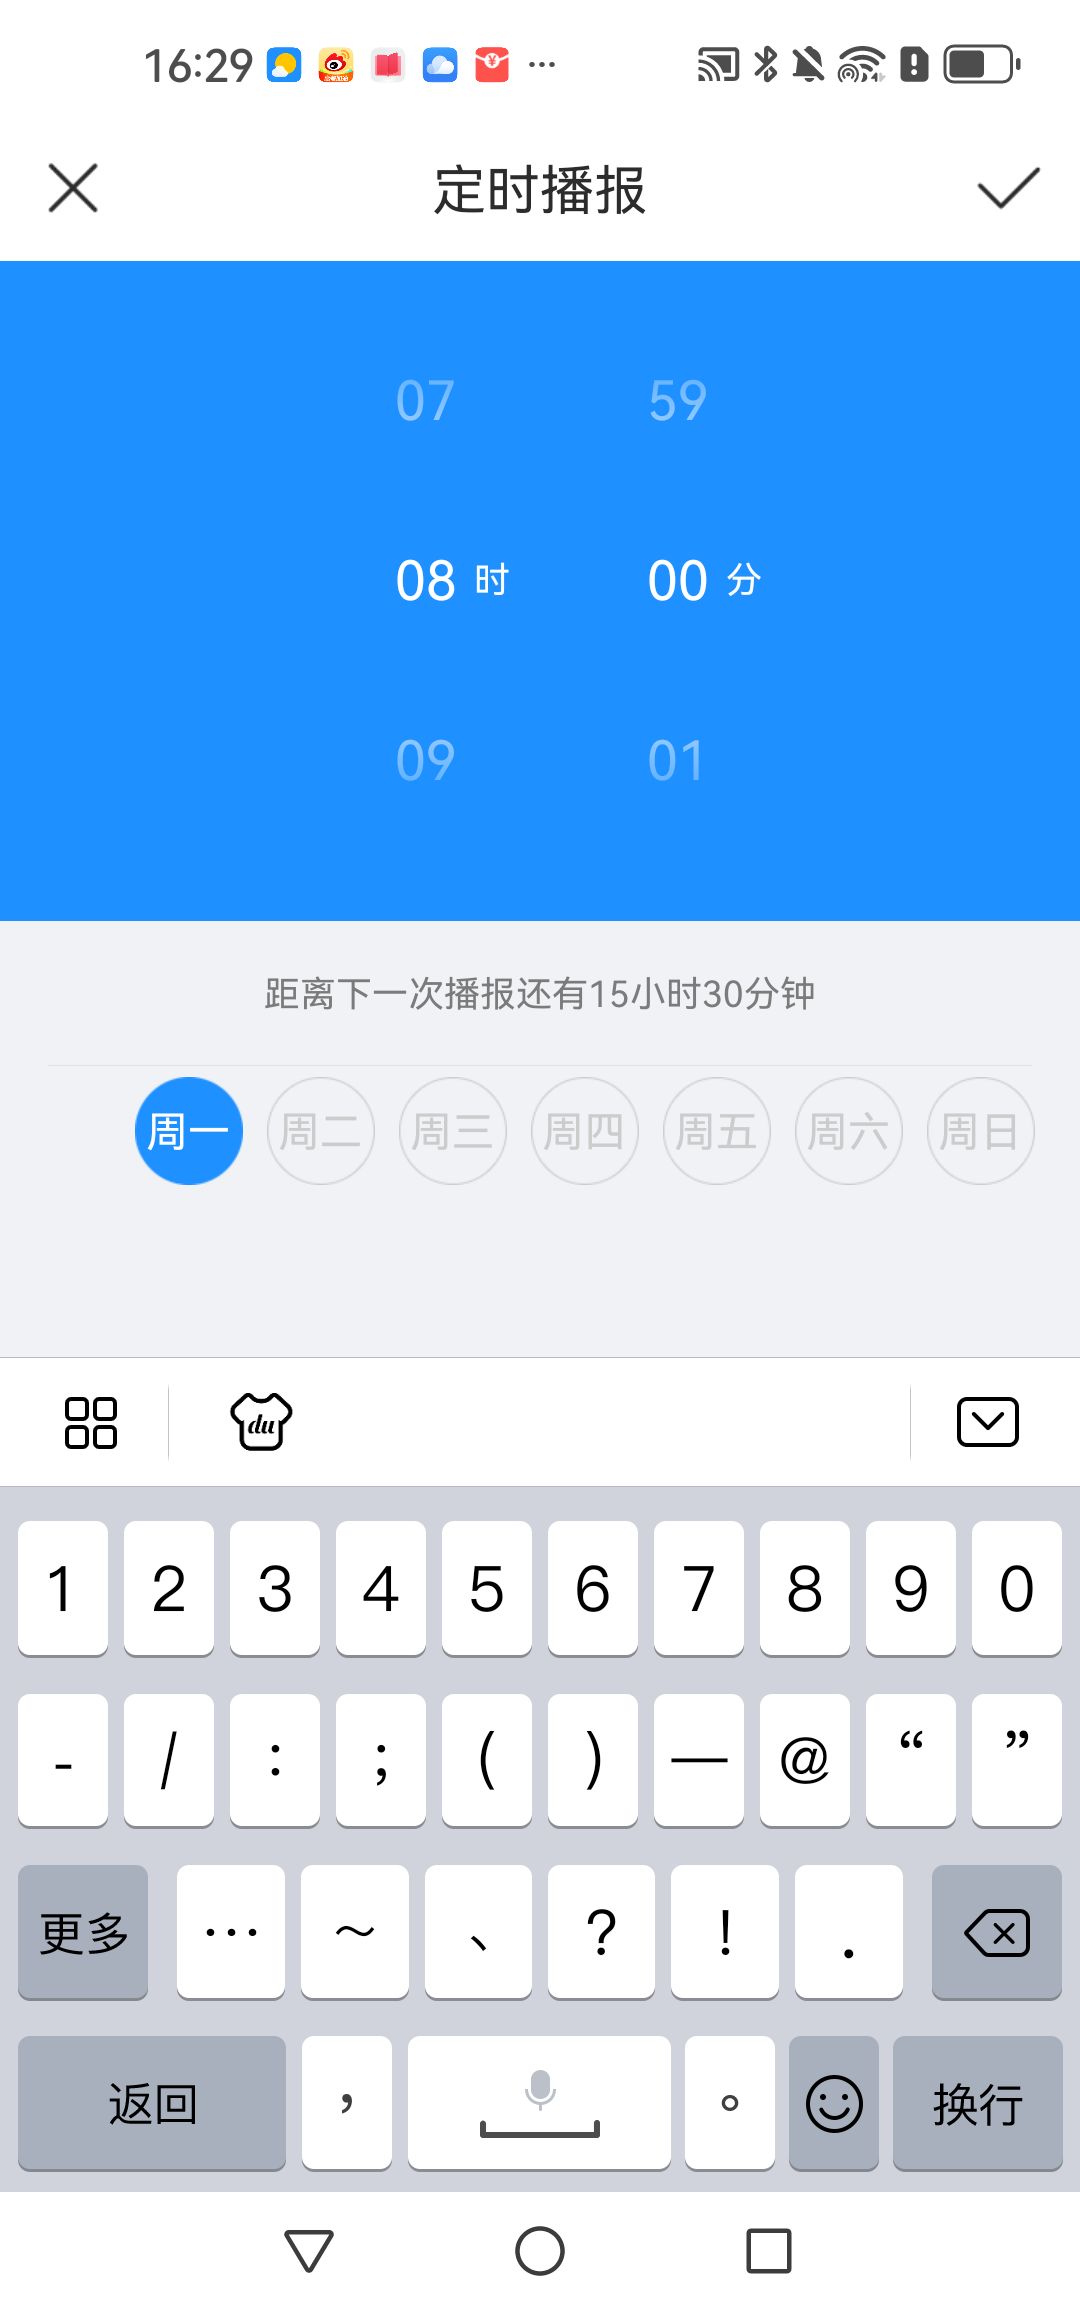 16:29
定时播报
07 59
08 时 00 分
09 01
距离下一次播报还有15小时30分钟
周一 周二 周三 周四 周五 周六 周日
du
1 2 3 4 5 6 7 8 9 0
- / : ; ( ) — @ “ ”
更多 … ~ 、 ? ! .
返回 , 。 换行